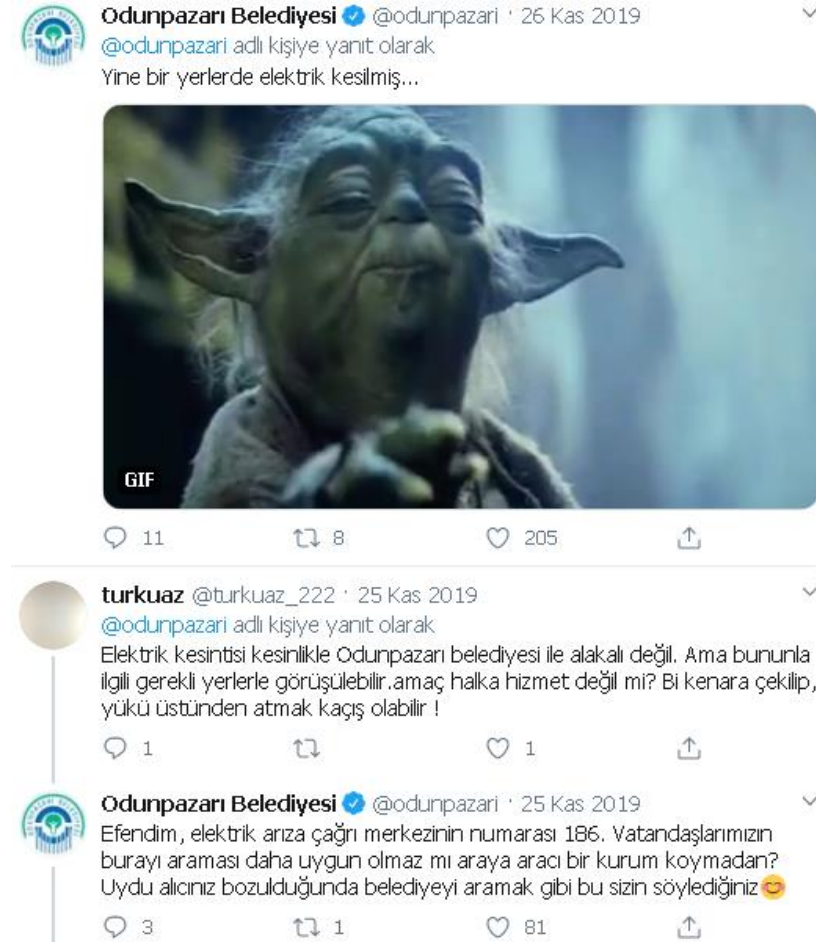 Odunpazarı Belediyesi @odunpazari · 26 Kas 2019
@odunpazari adlı kişiye yanıt olarak
Yine bir yerlerde elektrik kesilmiş...
GIF
11 8 205
turkuaz @turkuaz_222 · 25 Kas 2019
@odunpazari adlı kişiye yanıt olarak
Elektrik kesintisi kesinlikle Odunpazarı belediyesi ile alakalı değil. Ama bununla
ilgili gerekli yerlerle görüşülebilir.amaç halka hizmet değil mi? Bi kenara çekilip,
yükü üstünden atmak kaçış olabilir !
1 1
Odunpazarı Belediyesi @odunpazari · 25 Kas 2019
Efendim, elektrik arıza çağrı merkezinin numarası 186. Vatandaşlarımızın
burayı araması daha uygun olmaz mı araya aracı bir kurum koymadan?
Uydu alıcınız bozulduğunda belediyeyi aramak gibi bu sizin söylediğiniz😊
3 1 81